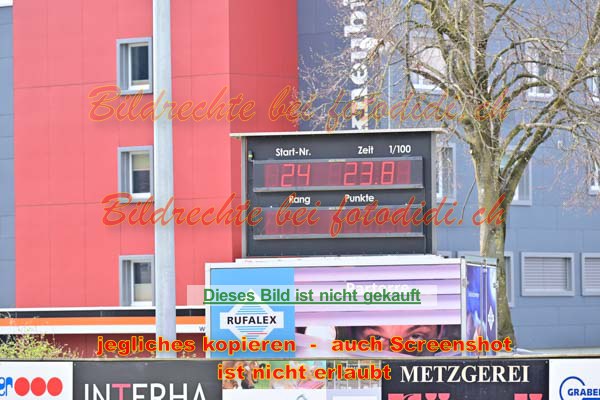 Bildrechte bei fotodidi.ch
Start-Nr. Zeit 1/100
24 23.8
Rang Punkte
Bildrechte bei fotodidi.ch
Dieses Bild ist nicht gekauft
RUFALEX
jegliches kopieren - auch Screenshot
ist nicht erlaubt
INTERHA
METZGEREI
GRABER